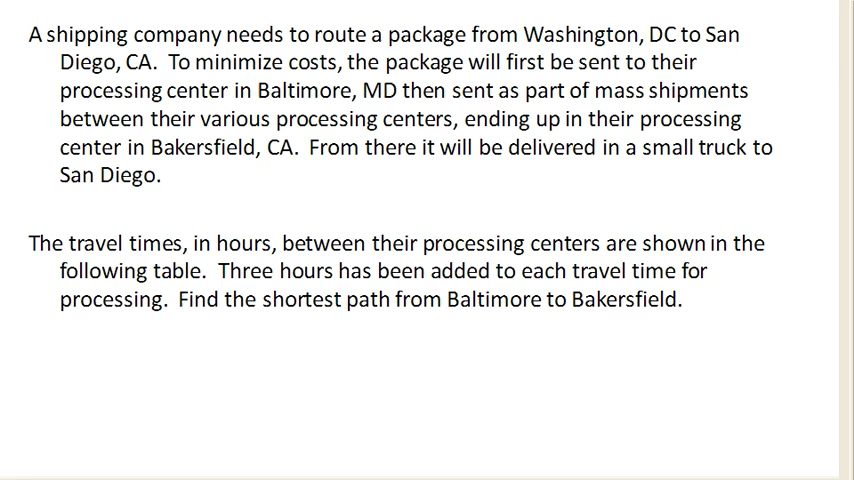 A shipping company needs to route a package from Washington, DC to San
Diego, CA. To minimize costs, the package will first be sent to their
processing center in Baltimore, MD then sent as part of mass shipments
between their various processing centers, ending up in their processing
center in Bakersfield, CA. From there it will be delivered in a small truck to
San Diego.
The travel times, in hours, between their processing centers are shown in the
following table. Three hours has been added to each travel time for
processing. Find the shortest path from Baltimore to Bakersfield.